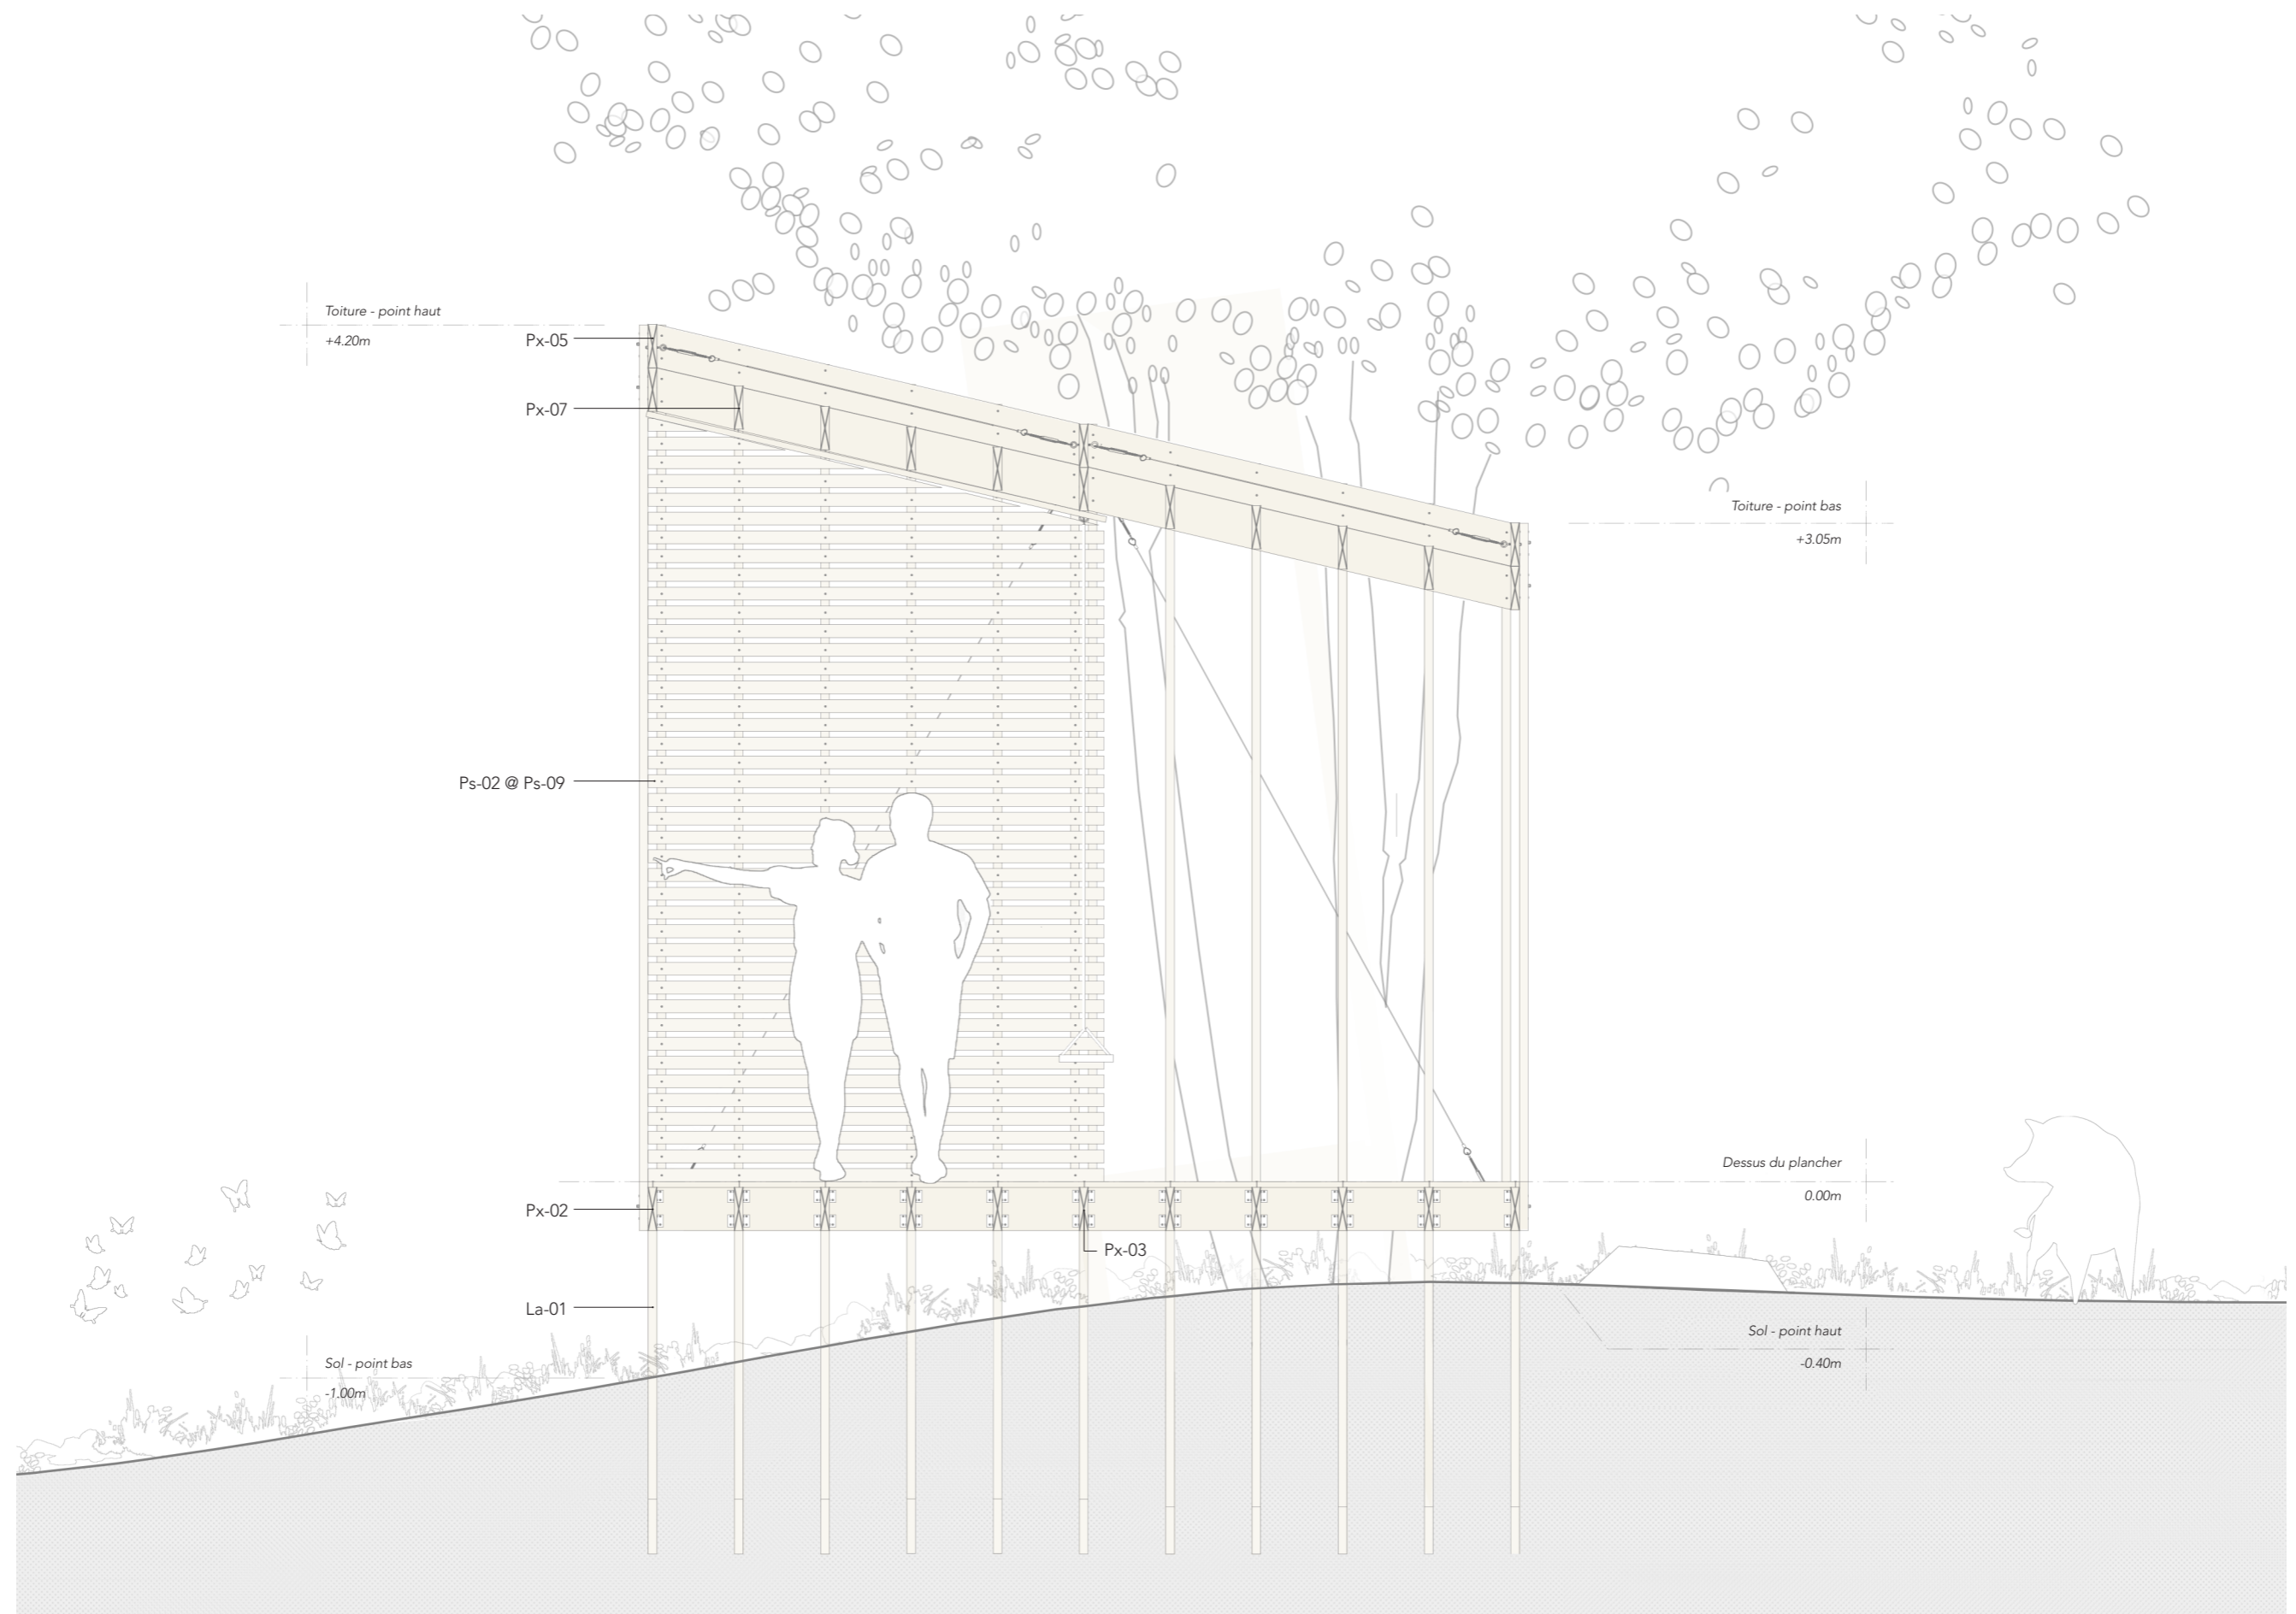 Toiture - point haut
+4.20m
Px-05
Px-07
Toiture - point bas
+3.05m
Ps-02 @ Ps-09
Dessus du plancher
0.00m
Px-02
Px-03
La-01
Sol - point haut
-0.40m
Sol - point bas
-1.00m